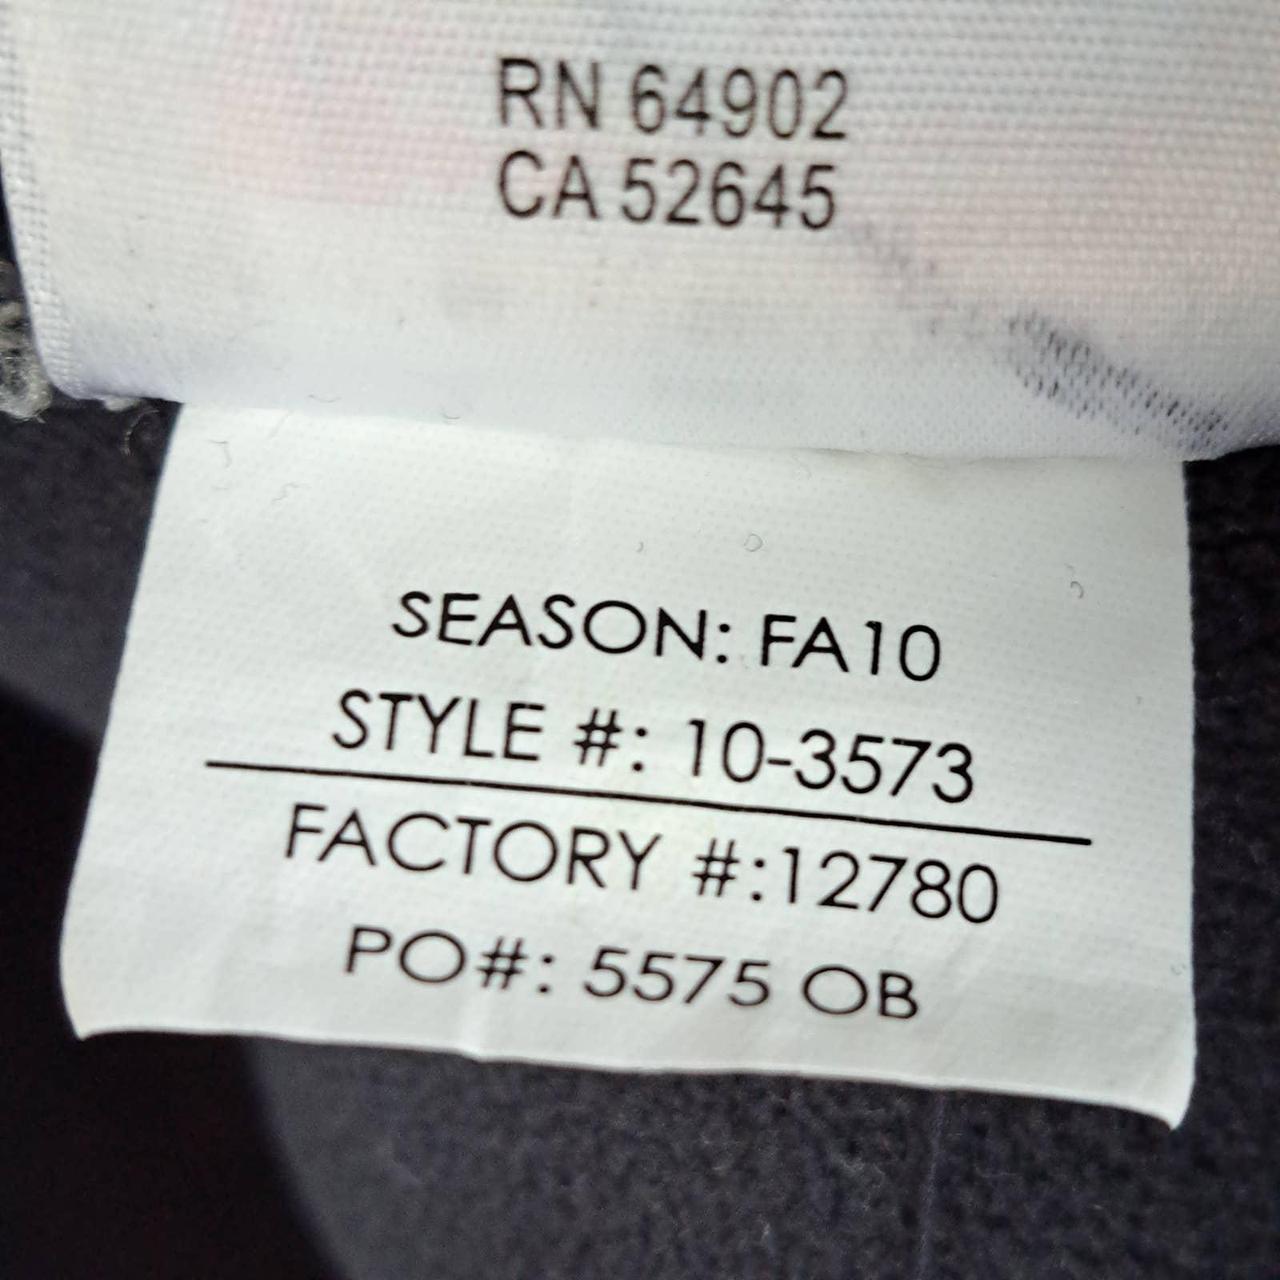 RN 64902
CA 52645
SEASON: FA10
STYLE #: 10-3573
FACTORY #:12780
PO#: 5575 OB